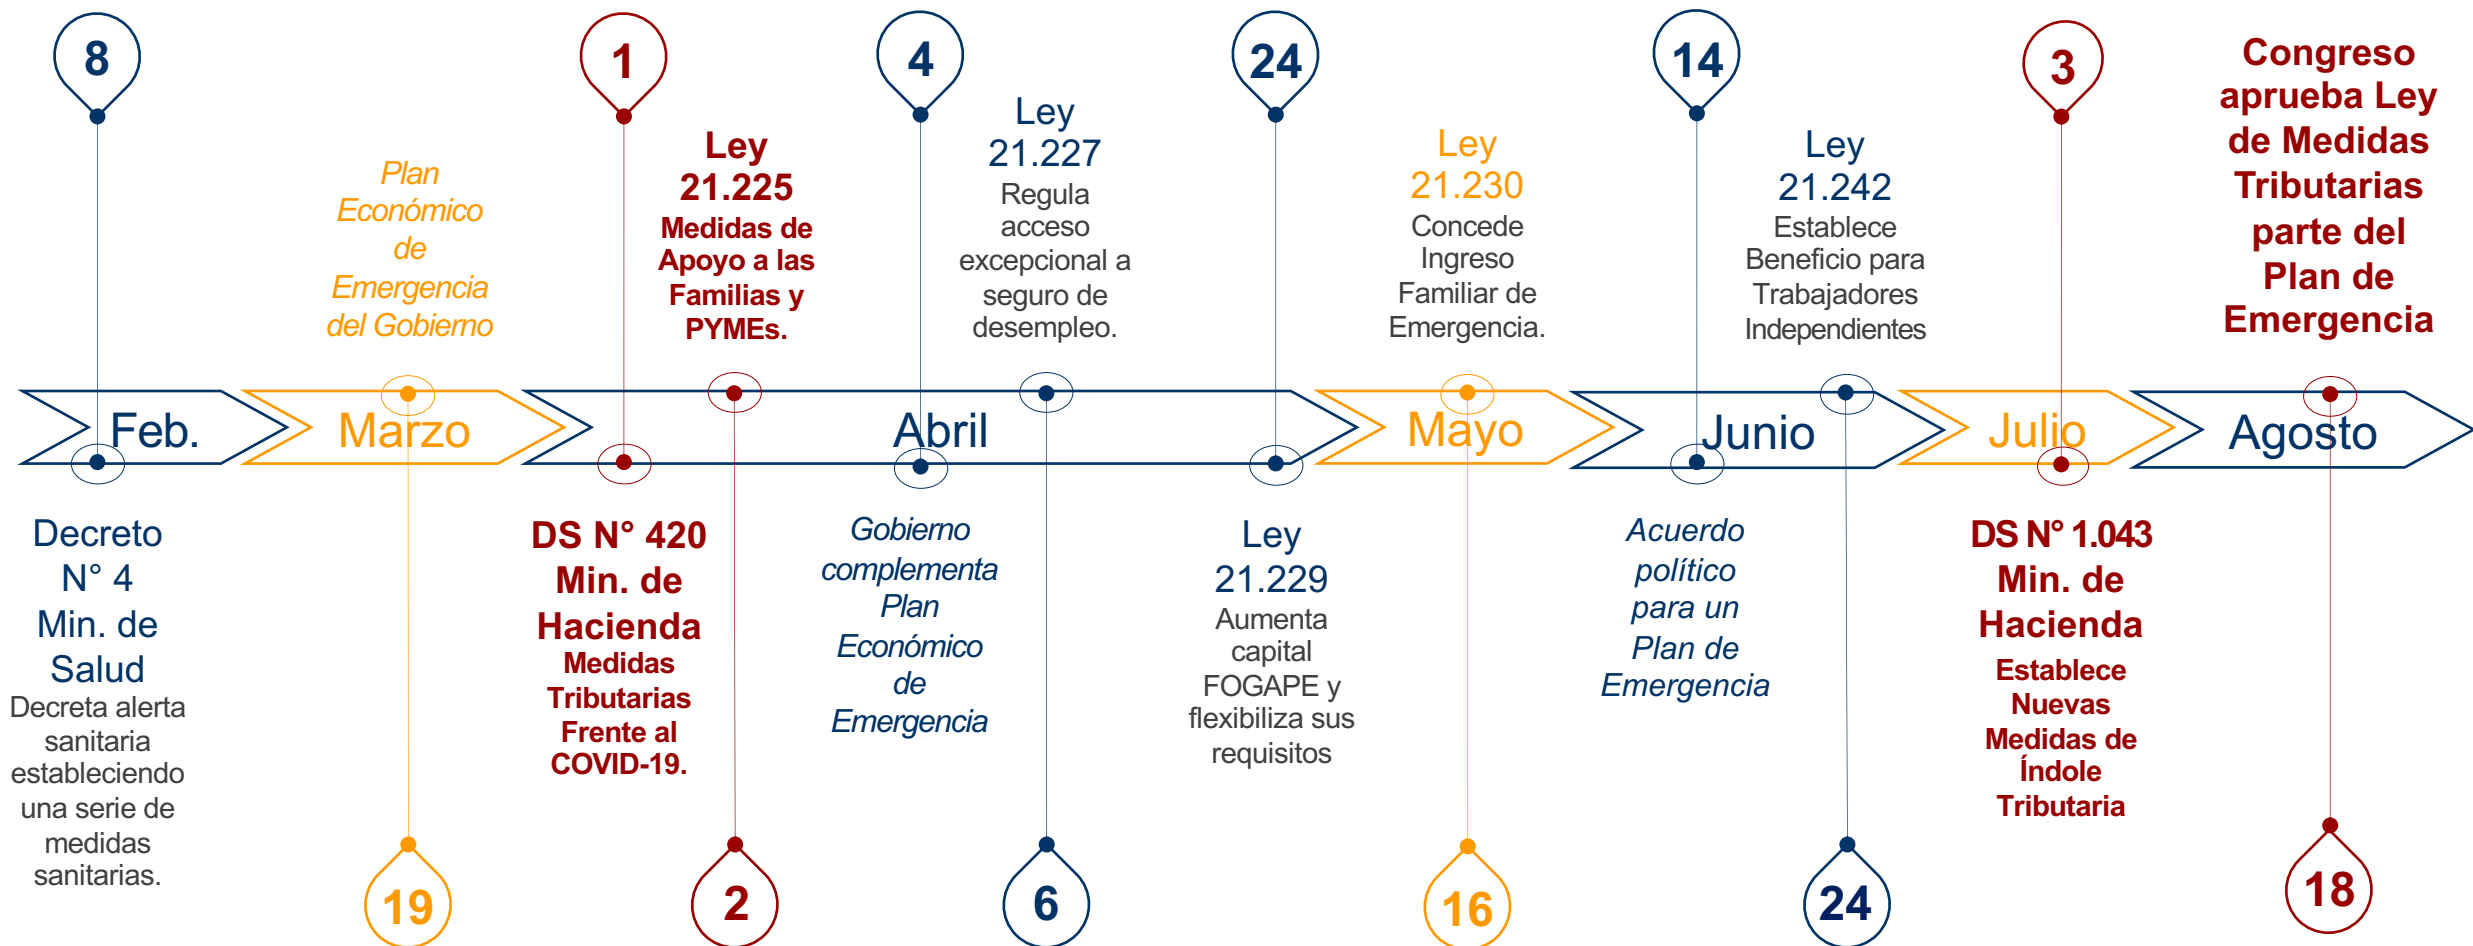 8
Decreto
N° 4
Min. de
Salud
Decreta alerta
sanitaria
estableciendo
una serie de
medidas
sanitarias.
Feb.
Plan
Económico
de
Emergencia
del Gobierno
Marzo
19
1
DS N° 420
Min. de
Hacienda
Medidas
Tributarias
Frente al
COVID-19.
Ley
21.225
Medidas de
Apoyo a las
Familias y
PYMEs.
2
Abril
4
Gobierno
complementa
Plan
Económico
de
Emergencia
Ley
21.227
Regula
acceso
excepcional a
seguro de
desempleo.
6
24
Ley
21.229
Aumenta
capital
FOGAPE y
flexibiliza sus
requisitos
Ley
21.230
Concede
Ingreso
Familiar de
Emergencia.
Mayo
16
14
Junio
Acuerdo
político
para un
Plan de
Emergencia
Ley
21.242
Establece
Beneficio para
Trabajadores
Independientes
24
3
Julio
DS N° 1.043
Min. de
Hacienda
Establece
Nuevas
Medidas de
Índole
Tributaria
Congreso
aprueba Ley
de Medidas
Tributarias
parte del
Plan de
Emergencia
Agosto
18